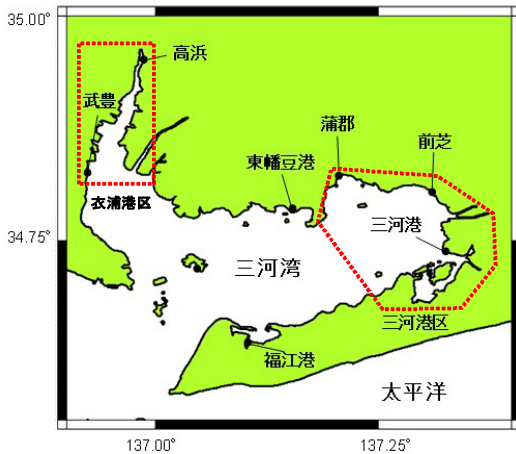 35.00°
高浜
武豊
蒲郡
前芝
東幡豆港
衣浦港区
三河港
34.75°
三河湾
三河港区
福江港
太平洋
137.00°
137.25°